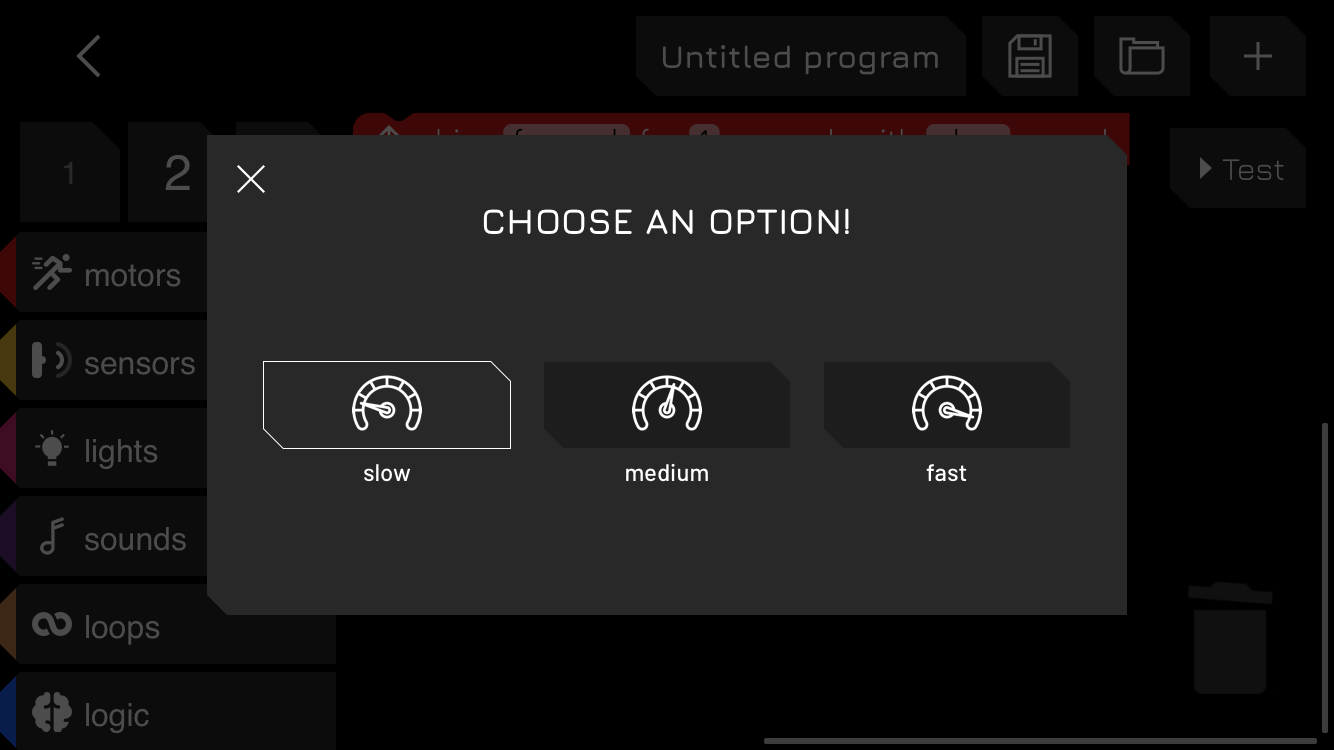 Untitled program
1
2
Test
CHOOSE AN OPTION!
motors
sensors
lights
sounds
loops
logic
slow
medium
fast